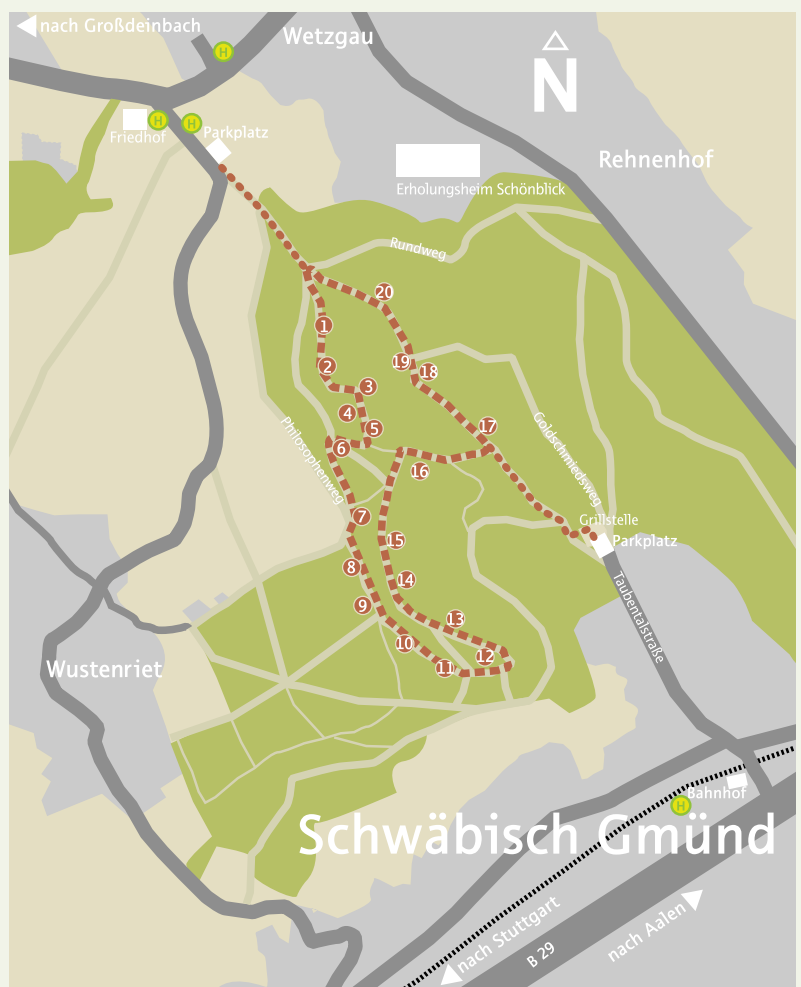 nach Großdeinbach
Wetzgau
H
N
H
H
Friedhof
Parkplatz
Rehnenhof
Erholungsheim Schönblick
Rundweg
20
1
19
18
2
3
4
5
17
Goldschmiedsweg
6
Philosophenweg
16
7
Grillstelle
Parkplatz
15
8
14
Taubentalstraße
9
13
10
12
11
Wustenriet
Bahnhof
H
Schwäbisch Gmünd
nach Stuttgart
B 29
nach Aalen